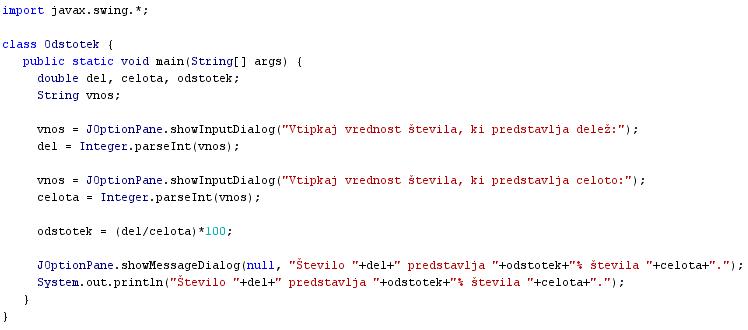 import javax.swing.*;
class Odstotek {
public static void main(String[] args) {
double del, celota, odstotek;
String vnos;
vnos = JOptionPane.showInputDialog("Vtipkaj vrednost števila, ki predstavlja delež:");
del = Integer.parseInt(vnos);
vnos = JOptionPane.showInputDialog("Vtipkaj vrednost števila, ki predstavlja celoto:");
celota = Integer.parseInt(vnos);
odstotek = (del/celota)*100;
JOptionPane.showMessageDialog(null, "Število "+del+" predstavlja "+odstotek+"% števila "+celota+".");
System.out.println("Število "+del+" predstavlja "+odstotek+"% števila "+celota+".");
}
}